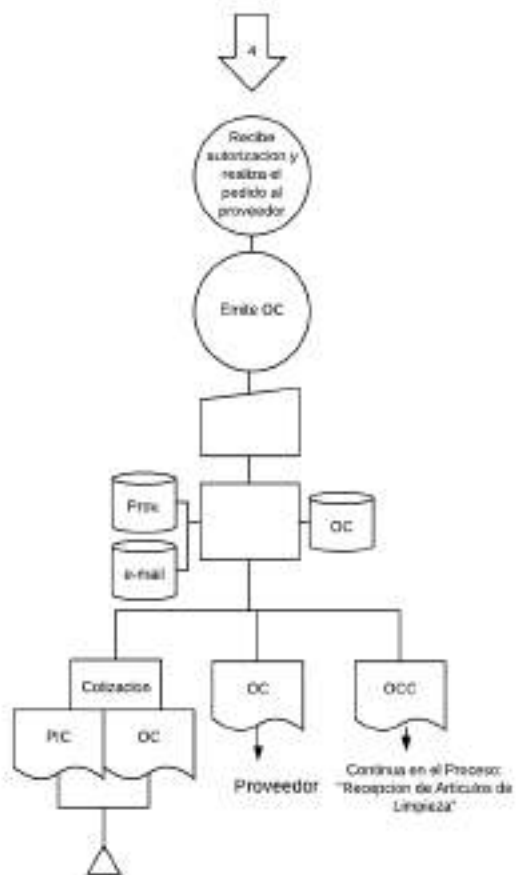 4
Recibe
autorizacion y
realiza el
pedido al
proveedor
Emite OC
Prov.
e-mail
OC
Cotizacion
PIC
OC
OC
OCC
Proveedor
Continua en el Proceso:
"Recepcion de Articulos de
Limpieza"